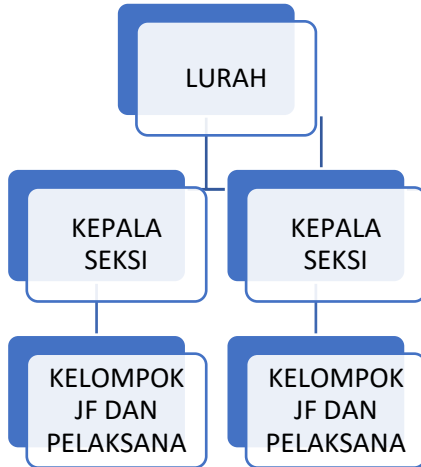 LURAH
KEPALA
SEKSI
KEPALA
SEKSI
KELOMPOK
JF DAN
PELAKSANA
KELOMPOK
JF DAN
PELAKSANA